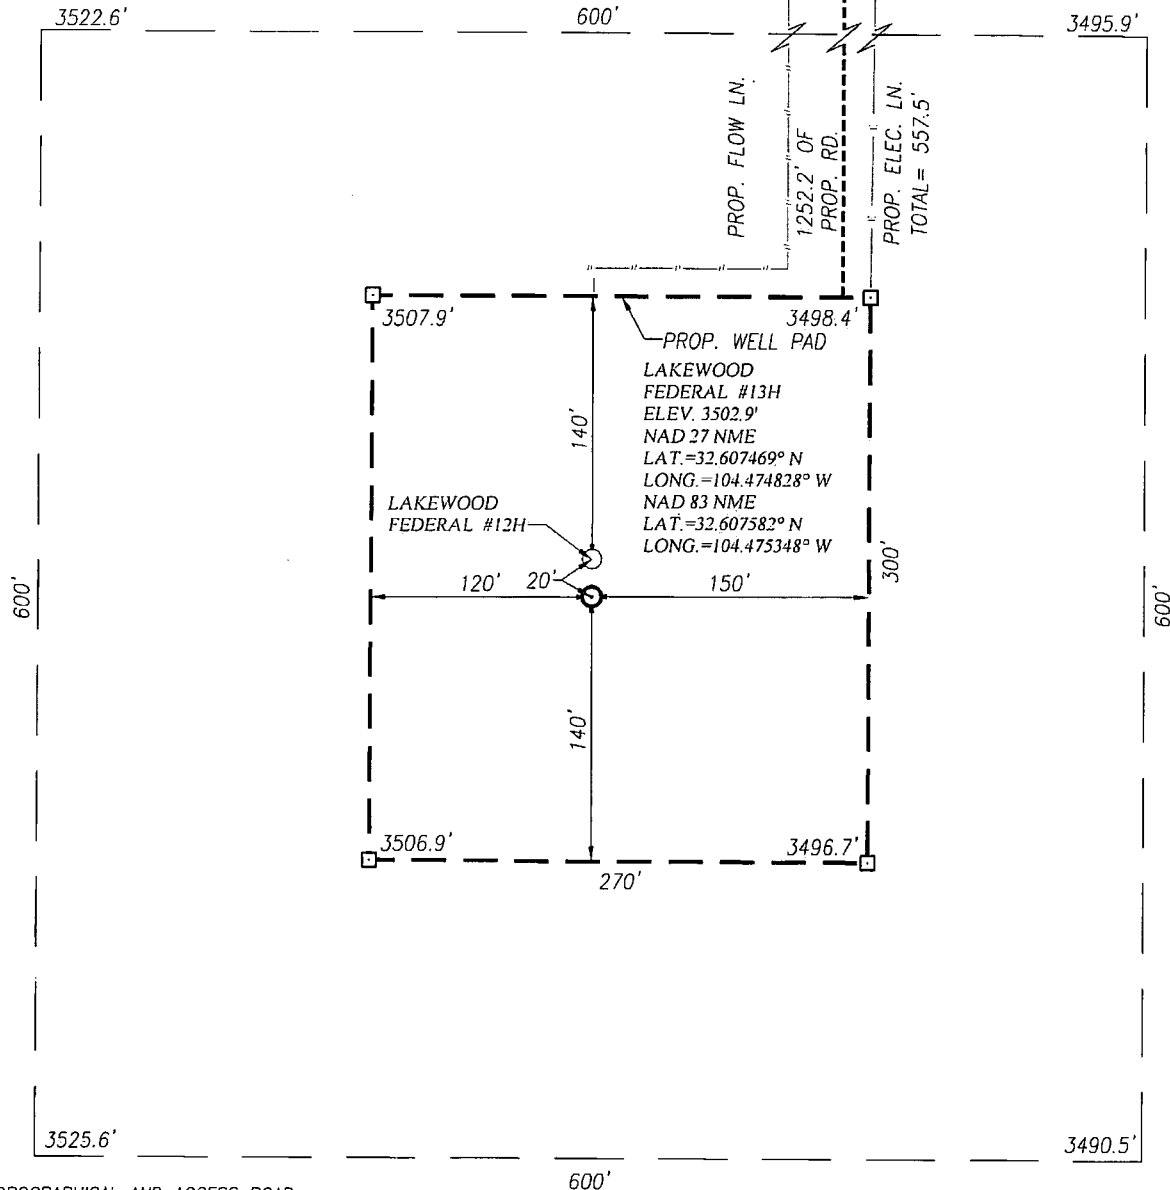 3522.6'
600'
3495.9'
PROP. FLOW LN.
1252.2' OF
PROP. RD.
PROP. ELEC. LN.
TOTAL= 557.5'
3507.9'
3498.4'
PROP. WELL PAD
LAKEWOOD
FEDERAL #13H
ELEV. 3502.9'
NAD 27 NME
LAT.=32.607469° N
LONG.=104.474828° W
NAD 83 NME
LAT.=32.607582° N
LONG.=104.475348° W
140'
LAKEWOOD
FEDERAL #12H
300'
600'
120'
20'
150'
600'
140'
3506.9'
3496.7'
270'
3525.6'
3490.5'
600'